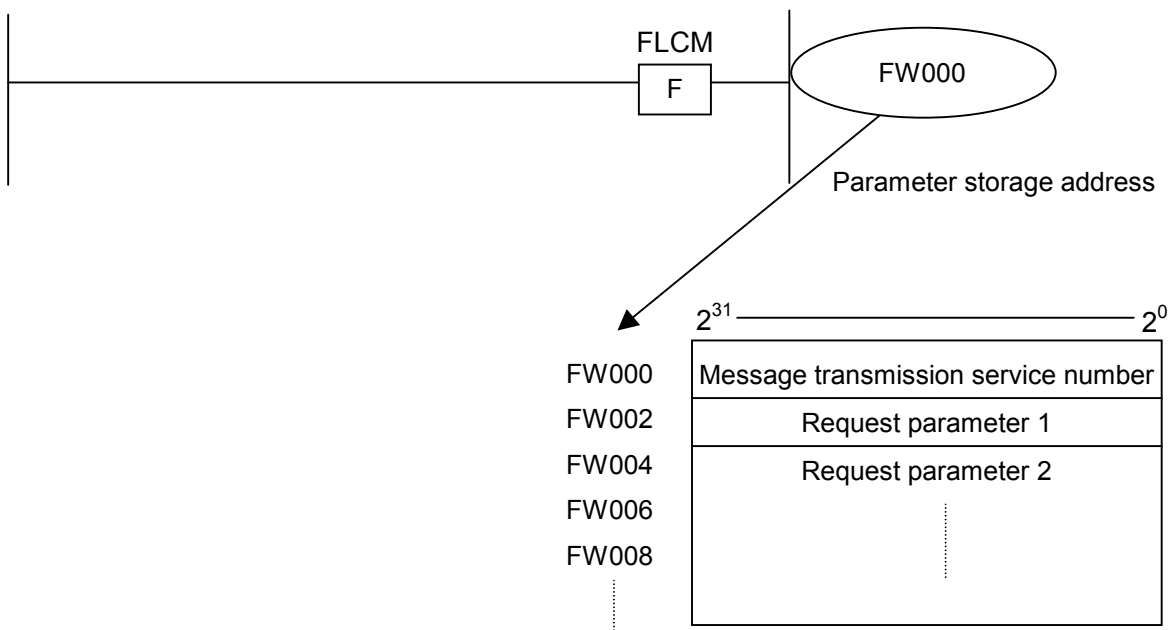 FLCM
F
FW000
Parameter storage address
2^31 2^0
FW000 Message transmission service number
FW002 Request parameter 1
FW004 Request parameter 2
FW006
FW008